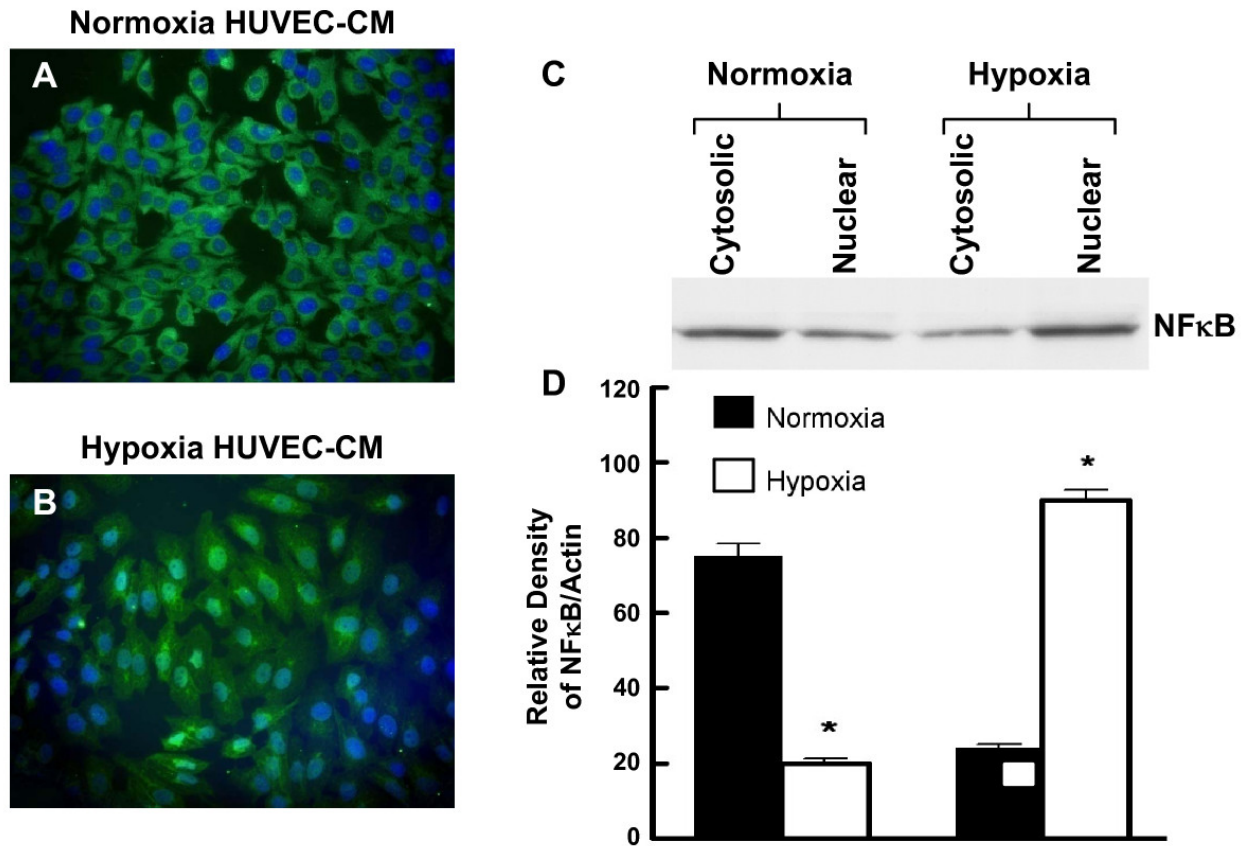 Normoxia HUVEC-CM
A
Hypoxia HUVEC-CM
B
C
Normoxia
Hypoxia
Cytosolic
Nuclear
Cytosolic
Nuclear
NFκB
D
120
100
80
60
40
20
0
Relative Density
of NFκB/Actin
Normoxia
Hypoxia
*
*